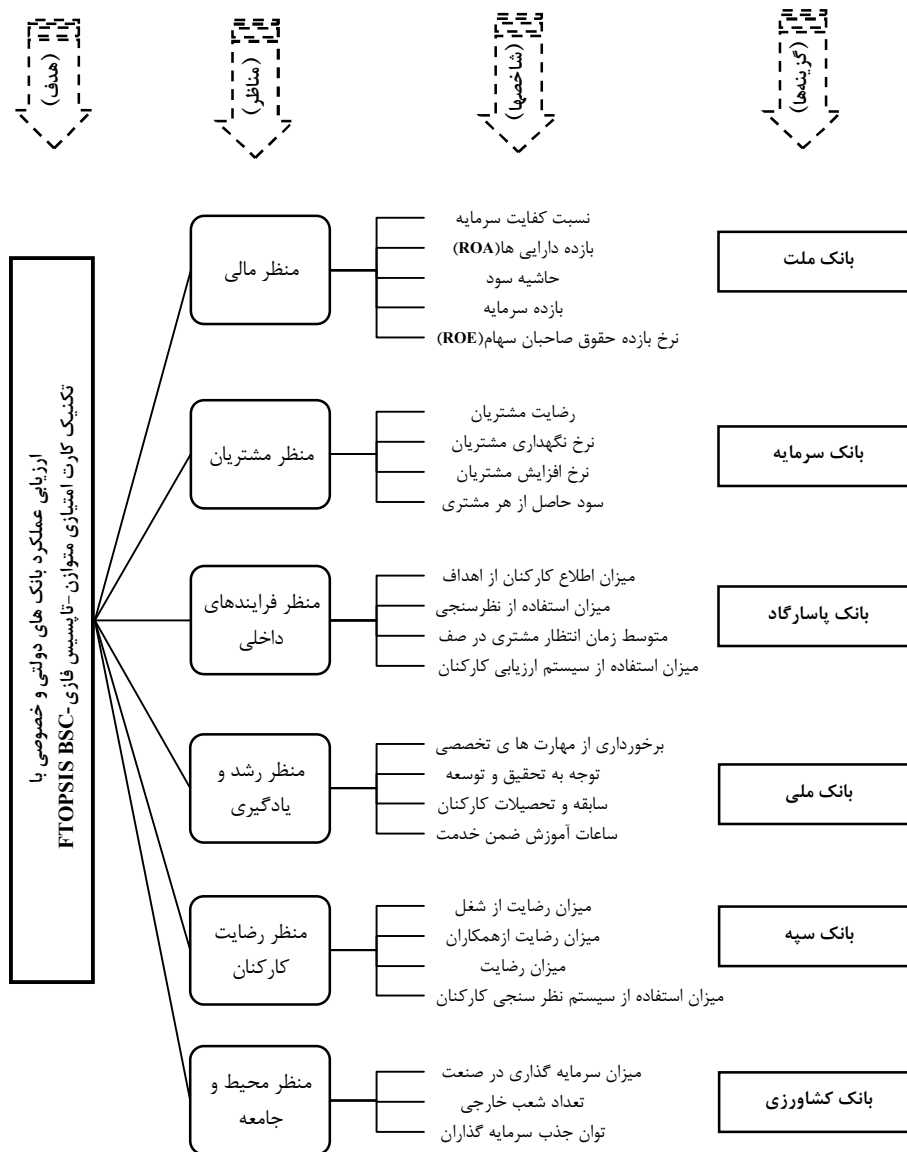 (هدف)
(مناظر)
(شاخصها)
(گزینه‌ها)
ارزیابی عملکرد بانک های دولتی و خصوصی با
تکنیک کارت امتیازی متوازن-تاپسیس فازی-FTOPSIS BSC
منظر مالی
نسبت کفایت سرمایه
بازده دارایی ها(ROA)
حاشیه سود
بازده سرمایه
نرخ بازده حقوق صاحبان سهام(ROE)
منظر مشتریان
رضایت مشتریان
نرخ نگهداری مشتریان
نرخ افزایش مشتریان
سود حاصل از هر مشتری
منظر فرایندهای
داخلی
میزان اطلاع کارکنان از اهداف
میزان استفاده از نظرسنجی
متوسط زمان انتظار مشتری در صف
میزان استفاده از سیستم ارزیابی کارکنان
منظر رشد و
یادگیری
برخورداری از مهارت ها ی تخصصی
توجه به تحقیق و توسعه
سابقه و تحصیلات کارکنان
ساعات آموزش ضمن خدمت
منظر رضایت
کارکنان
میزان رضایت از شغل
میزان رضایت ازهمکاران
میزان رضایت
میزان استفاده از سیستم نظر سنجی کارکنان
منظر محیط و
جامعه
میزان سرمایه گذاری در صنعت
تعداد شعب خارجی
توان جذب سرمایه گذاران
بانک ملت
بانک سرمایه
بانک پاسارگاد
بانک ملی
بانک سپه
بانک کشاورزی